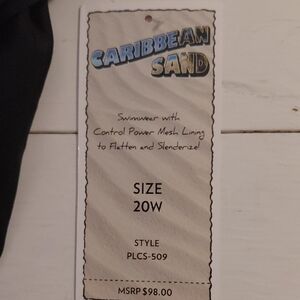 CARIBBEAN
SAND
Swimwear with
Control Power Mesh Lining
to Flatten and Slenderize!
SIZE
20W
STYLE
PLCS-509
MSRP $98.00